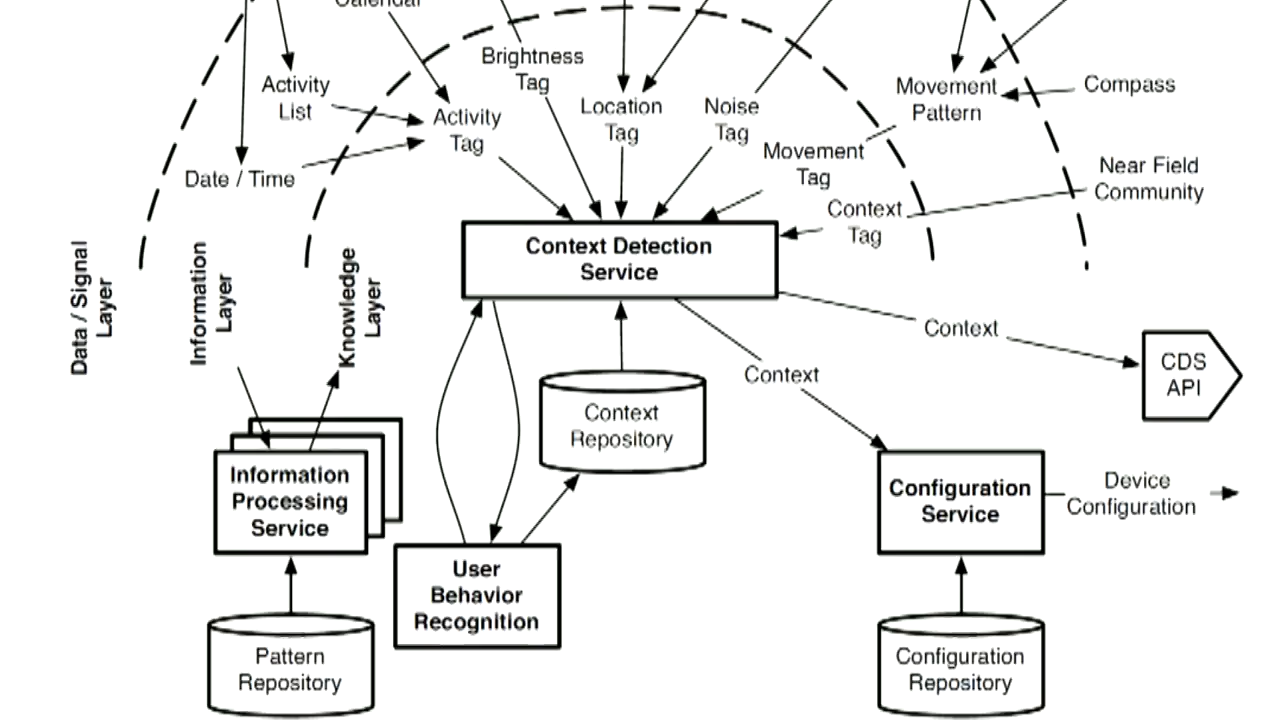 Calendar
Brightness
Tag
Activity
List
Activity
Tag
Location
Tag
Noise
Tag
Movement
Pattern
Compass
Movement
Tag
Date / Time
Near Field
Community
Context
Tag
Context Detection
Service
Data / Signal
Layer
Information
Layer
Knowledge
Layer
Context
CDS
API
Context
Context
Repository
Information
Processing
Service
Configuration
Service
Device
Configuration
User
Behavior
Recognition
Pattern
Repository
Configuration
Repository